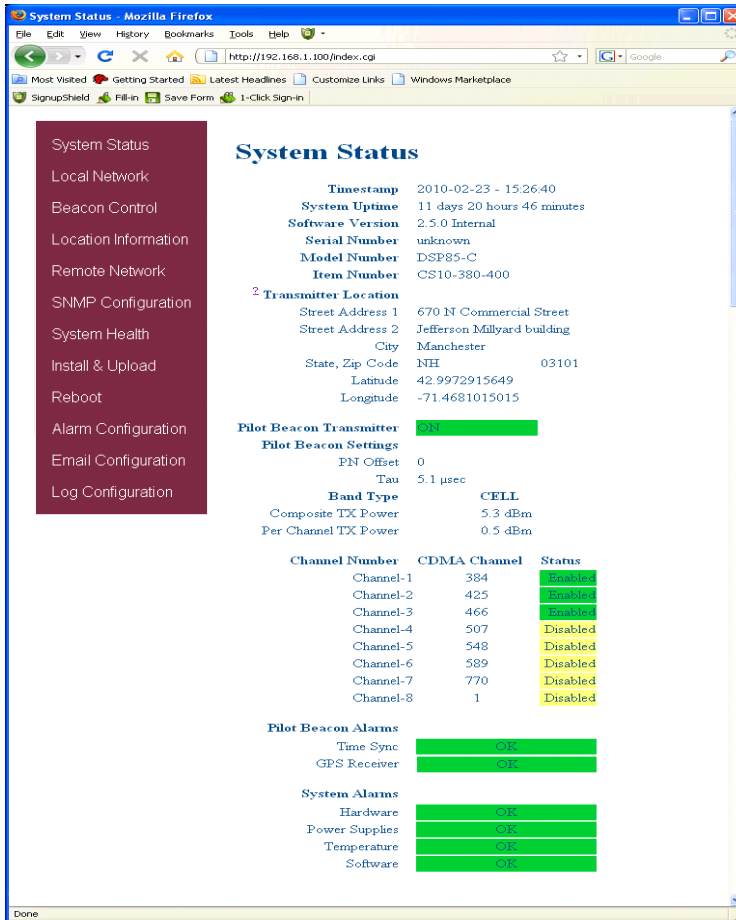 System Status - Mozilla Firefox
File Edit View History Bookmarks Tools Help
http://192.168.1.100/index.cgi
G Google
Most Visited Getting Started Latest Headlines Customize Links Windows Marketplace
SignupShield Fill-in Save Form 1-Click Sign-in
System Status
Local Network
Beacon Control
Location Information
Remote Network
SNMP Configuration
System Health
Install & Upload
Reboot
Alarm Configuration
Email Configuration
Log Configuration
System Status
Timestamp 2010-02-23 - 15:26:40
System Uptime 11 days 20 hours 46 minutes
Software Version 2.5.0 Internal
Serial Number unknown
Model Number DSP85-C
Item Number CS10-380-400
? Transmitter Location
Street Address 1 670 N Commercial Street
Street Address 2 Jefferson Millyard building
City Manchester
State, Zip Code NH 03101
Latitude 42.9972915649
Longitude -71.4681015015
Pilot Beacon Transmitter ON
Pilot Beacon Settings
PN Offset 0
Tau 5.1 µsec
Band Type CELL
Composite TX Power 5.3 dBm
Per Channel TX Power 0.5 dBm
Channel Number CDMA Channel Status
Channel-1 384 Enabled
Channel-2 425 Enabled
Channel-3 466 Enabled
Channel-4 507 Disabled
Channel-5 548 Disabled
Channel-6 589 Disabled
Channel-7 770 Disabled
Channel-8 1 Disabled
Pilot Beacon Alarms
Time Sync OK
GPS Receiver OK
System Alarms
Hardware OK
Power Supplies OK
Temperature OK
Software OK
Done